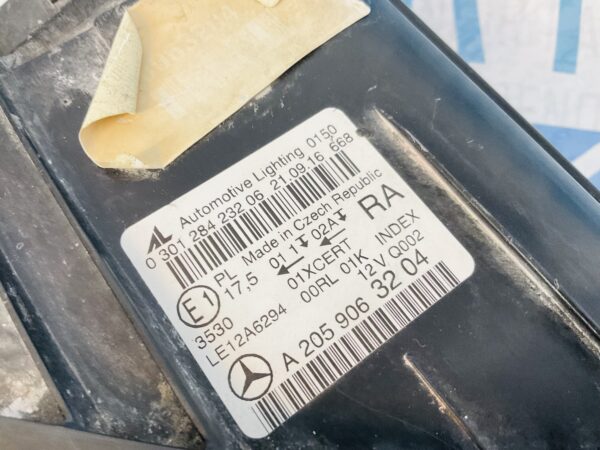 AL Automotive Lighting 0150
0 301 284 232 06 21.09.16 668
Made in Czech Republic
E1 PL 01 1 02A RA
17,5
3530 01XCERT
LE12A6294 00RL 01K INDEX
12V Q002
A 205 906 32 04